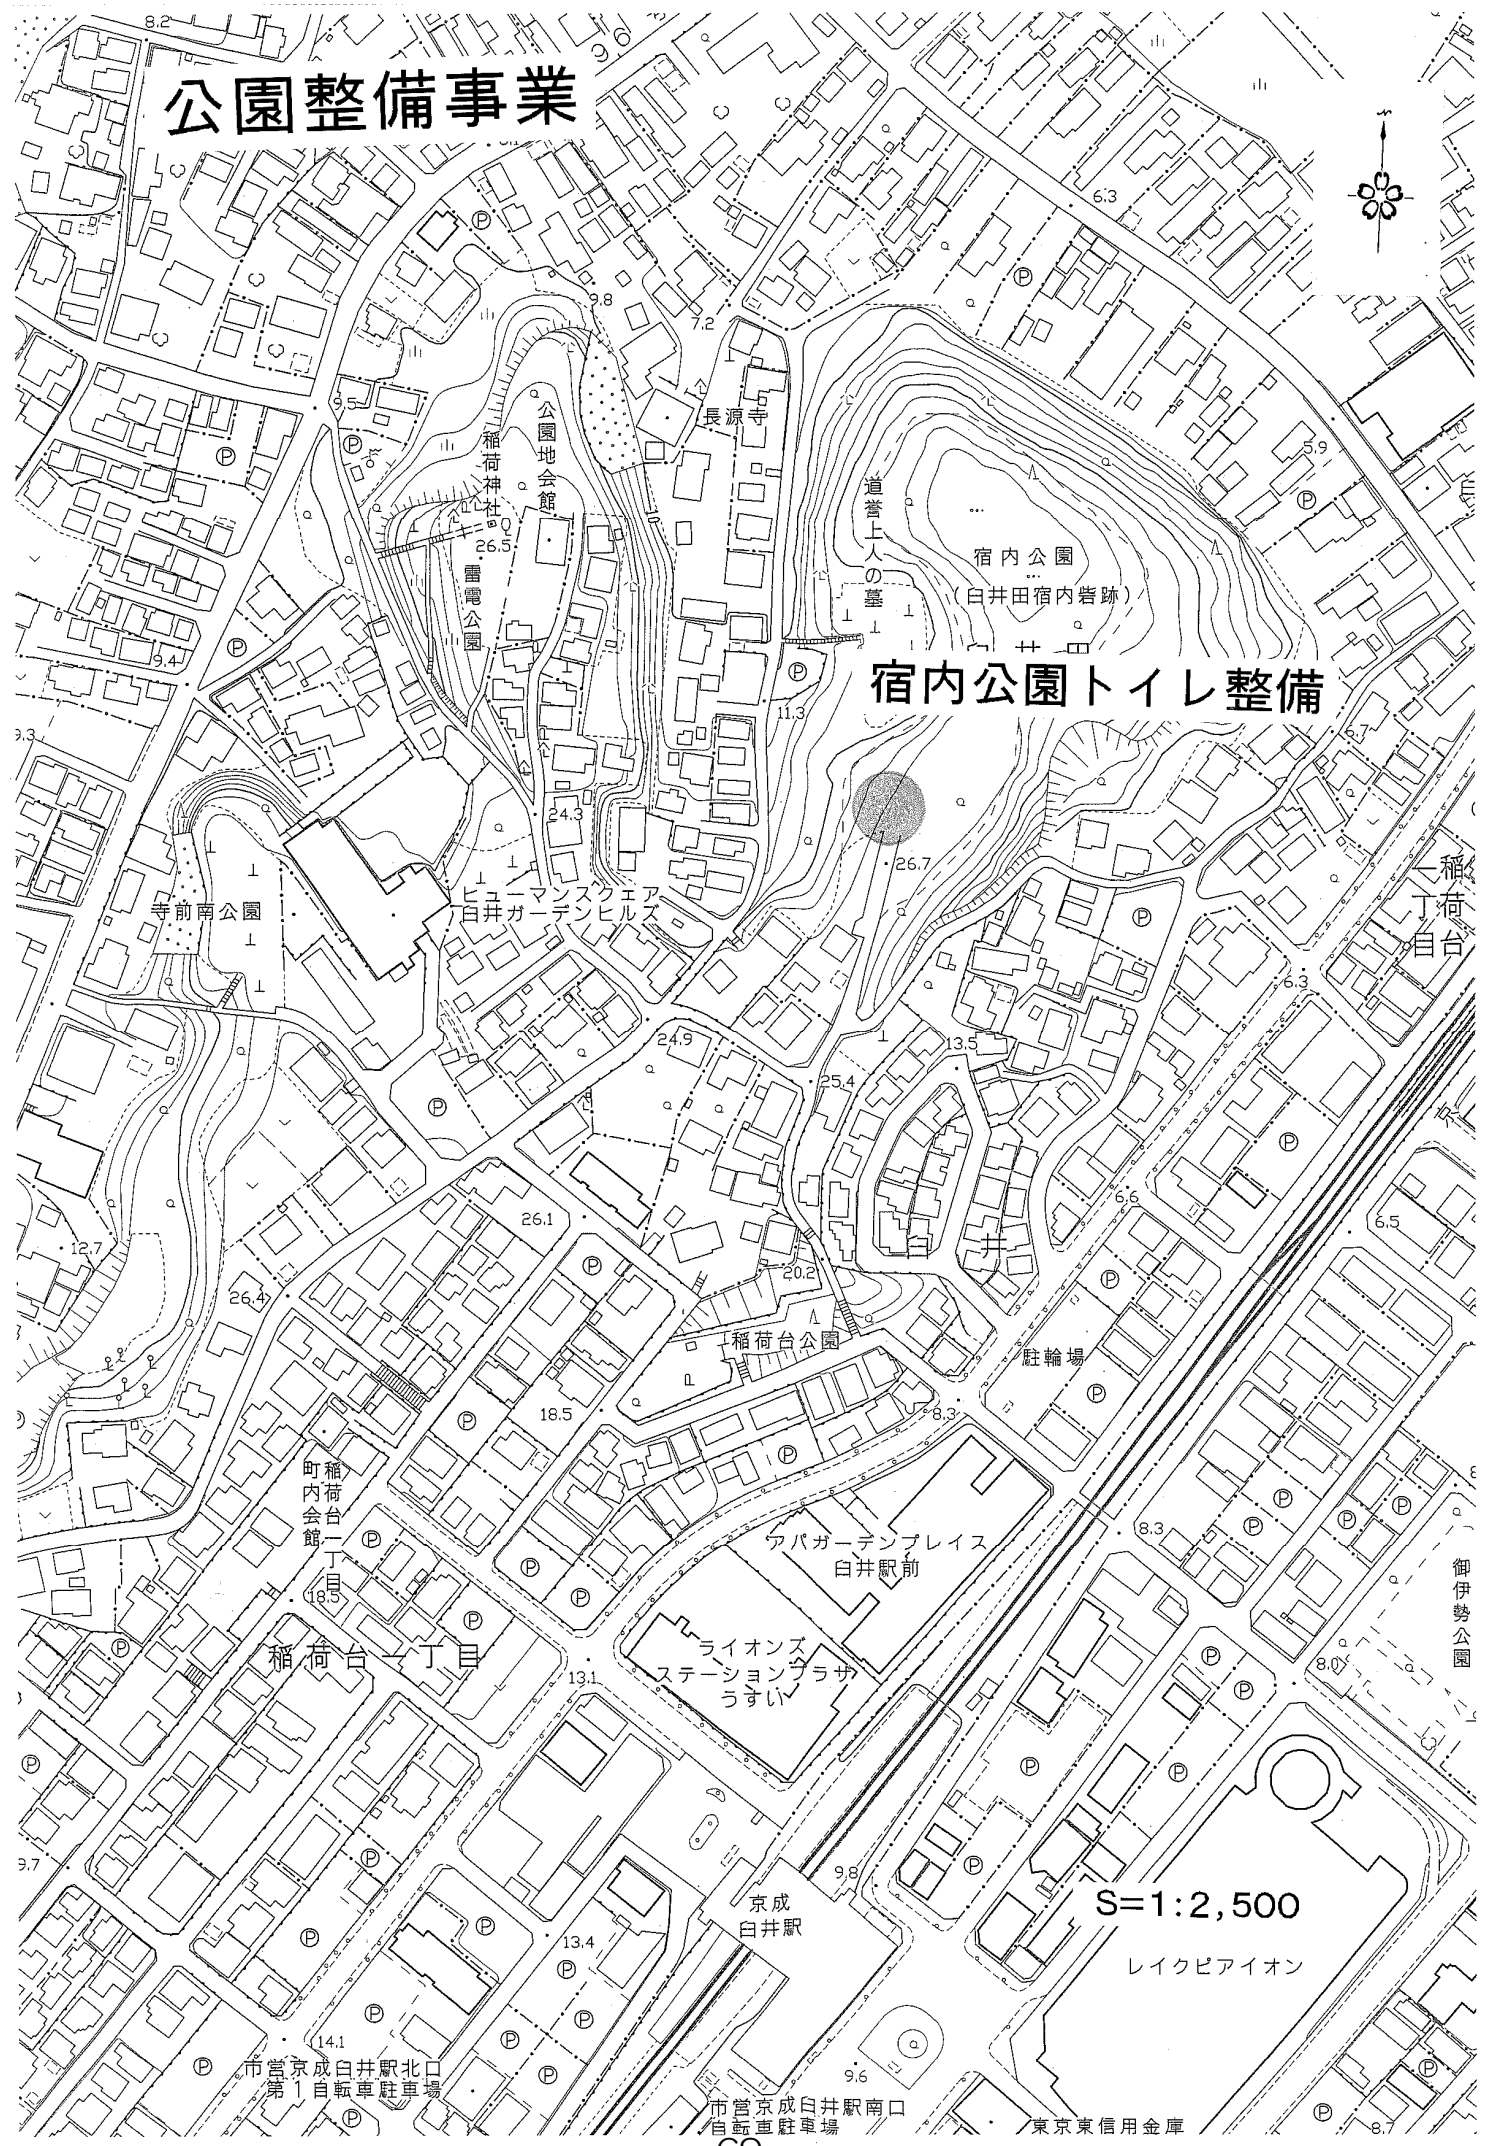 8.2
96
公園整備事業
6.3
9.8
7.2
9.5
公園地会館
稲荷神社
長源寺
5.9
道誉上人の墓
26.5
宿内公園
(臼井田宿内砦跡)
雷電公園
9.4
宿内公園トイレ整備
11.3
9.3
6.7
24.3
26.7
ヒューマンスクェア
臼井ガーデンヒルズ
寺前南公園
稲荷台
一丁目
6.3
24.9
13.5
25.4
26.1
6.6
6.5
臼井
12.7
26.4
20.2
稲荷台公園
駐輪場
18.5
8.3
稲荷台一丁目
町内会館
アパガーデンプレイス
臼井駅前
8.3
御伊勢公園
18.5
稲荷台一丁目
ライオンズ
ステーションプラザ
うすい
13.1
8.0
9.7
9.8
京成
臼井駅
S=1:2,500
13.4
レイクピアイオン
14.1
市営京成臼井駅北口
第1自転車駐車場
9.6
市営京成臼井駅南口
自転車駐車場
東京東信用金庫
8.7